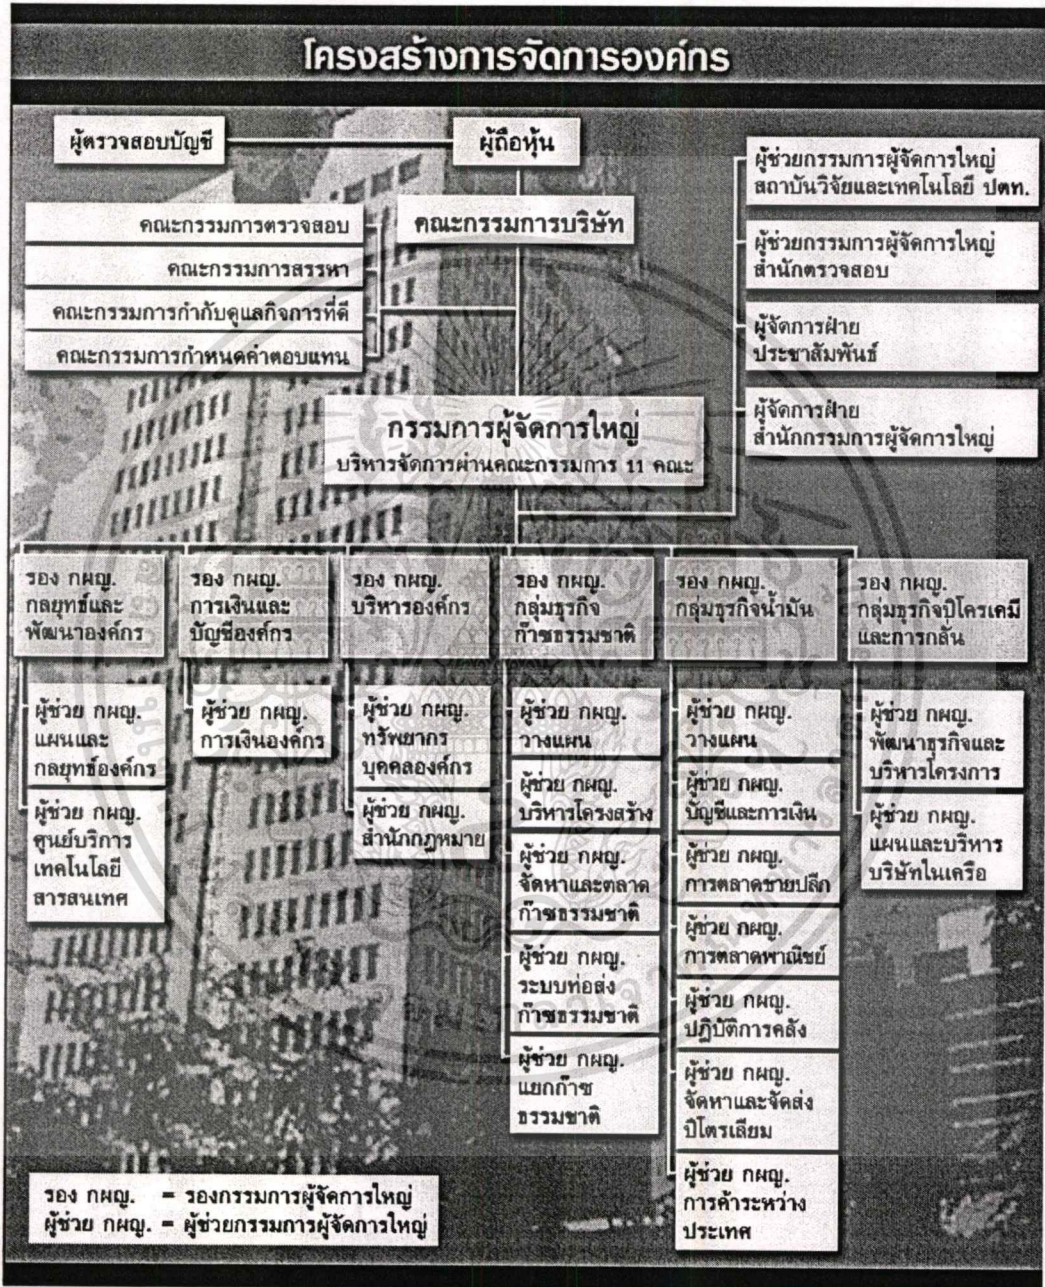 โครงสร้างการจัดการองค์กร
ผู้ตรวจสอบบัญชี
ผู้ถือหุ้น
คณะกรรมการบริษัท
คณะกรรมการตรวจสอบ
คณะกรรมการสรรหา
คณะกรรมการกำกับดูแลกิจการที่ดี
คณะกรรมการกำหนดค่าตอบแทน
ผู้ช่วยกรรมการผู้จัดการใหญ่
สถาบันวิจัยและเทคโนโลยี ปตท.
ผู้ช่วยกรรมการผู้จัดการใหญ่
สำนักตรวจสอบ
ผู้จัดการฝ่าย
ประชาสัมพันธ์
ผู้จัดการฝ่าย
สำนักกรรมการผู้จัดการใหญ่
กรรมการผู้จัดการใหญ่
บริหารจัดการผ่านคณะกรรมการ 11 คณะ
รอง กผญ.
กลยุทธ์และ
พัฒนาองค์กร
ผู้ช่วย กผญ.
แผนและ
กลยุทธ์องค์กร
ผู้ช่วย กผญ.
ศูนย์บริการ
เทคโนโลยี
สารสนเทศ
รอง กผญ.
การเงินและ
บัญชีองค์กร
ผู้ช่วย กผญ.
การเงินองค์กร
รอง กผญ.
บริหารองค์กร
ผู้ช่วย กผญ.
ทรัพยากร
บุคคลองค์กร
ผู้ช่วย กผญ.
สำนักกฎหมาย
รอง กผญ.
กลุ่มธุรกิจ
ก๊าซธรรมชาติ
ผู้ช่วย กผญ.
วางแผน
ผู้ช่วย กผญ.
บริหารโครงสร้าง
ผู้ช่วย กผญ.
จัดหาและตลาด
ก๊าซธรรมชาติ
ผู้ช่วย กผญ.
ระบบท่อส่ง
ก๊าซธรรมชาติ
ผู้ช่วย กผญ.
แยกก๊าซ
ธรรมชาติ
รอง กผญ.
กลุ่มธุรกิจน้ำมัน
ผู้ช่วย กผญ.
วางแผน
ผู้ช่วย กผญ.
บัญชีและการเงิน
ผู้ช่วย กผญ.
การตลาดขายปลีก
ผู้ช่วย กผญ.
การตลาดพาณิชย์
ผู้ช่วย กผญ.
ปฏิบัติการคลัง
ผู้ช่วย กผญ.
จัดหาและจัดส่ง
ปิโตรเลียม
ผู้ช่วย กผญ.
การค้าระหว่าง
ประเทศ
รอง กผญ.
กลุ่มธุรกิจปิโตรเคมี
และการกลั่น
ผู้ช่วย กผญ.
พัฒนาธุรกิจและ
บริหารโครงการ
ผู้ช่วย กผญ.
แผนและบริหาร
บริษัทในเครือ
รอง กผญ. = รองกรรมการผู้จัดการใหญ่
ผู้ช่วย กผญ. = ผู้ช่วยกรรมการผู้จัดการใหญ่